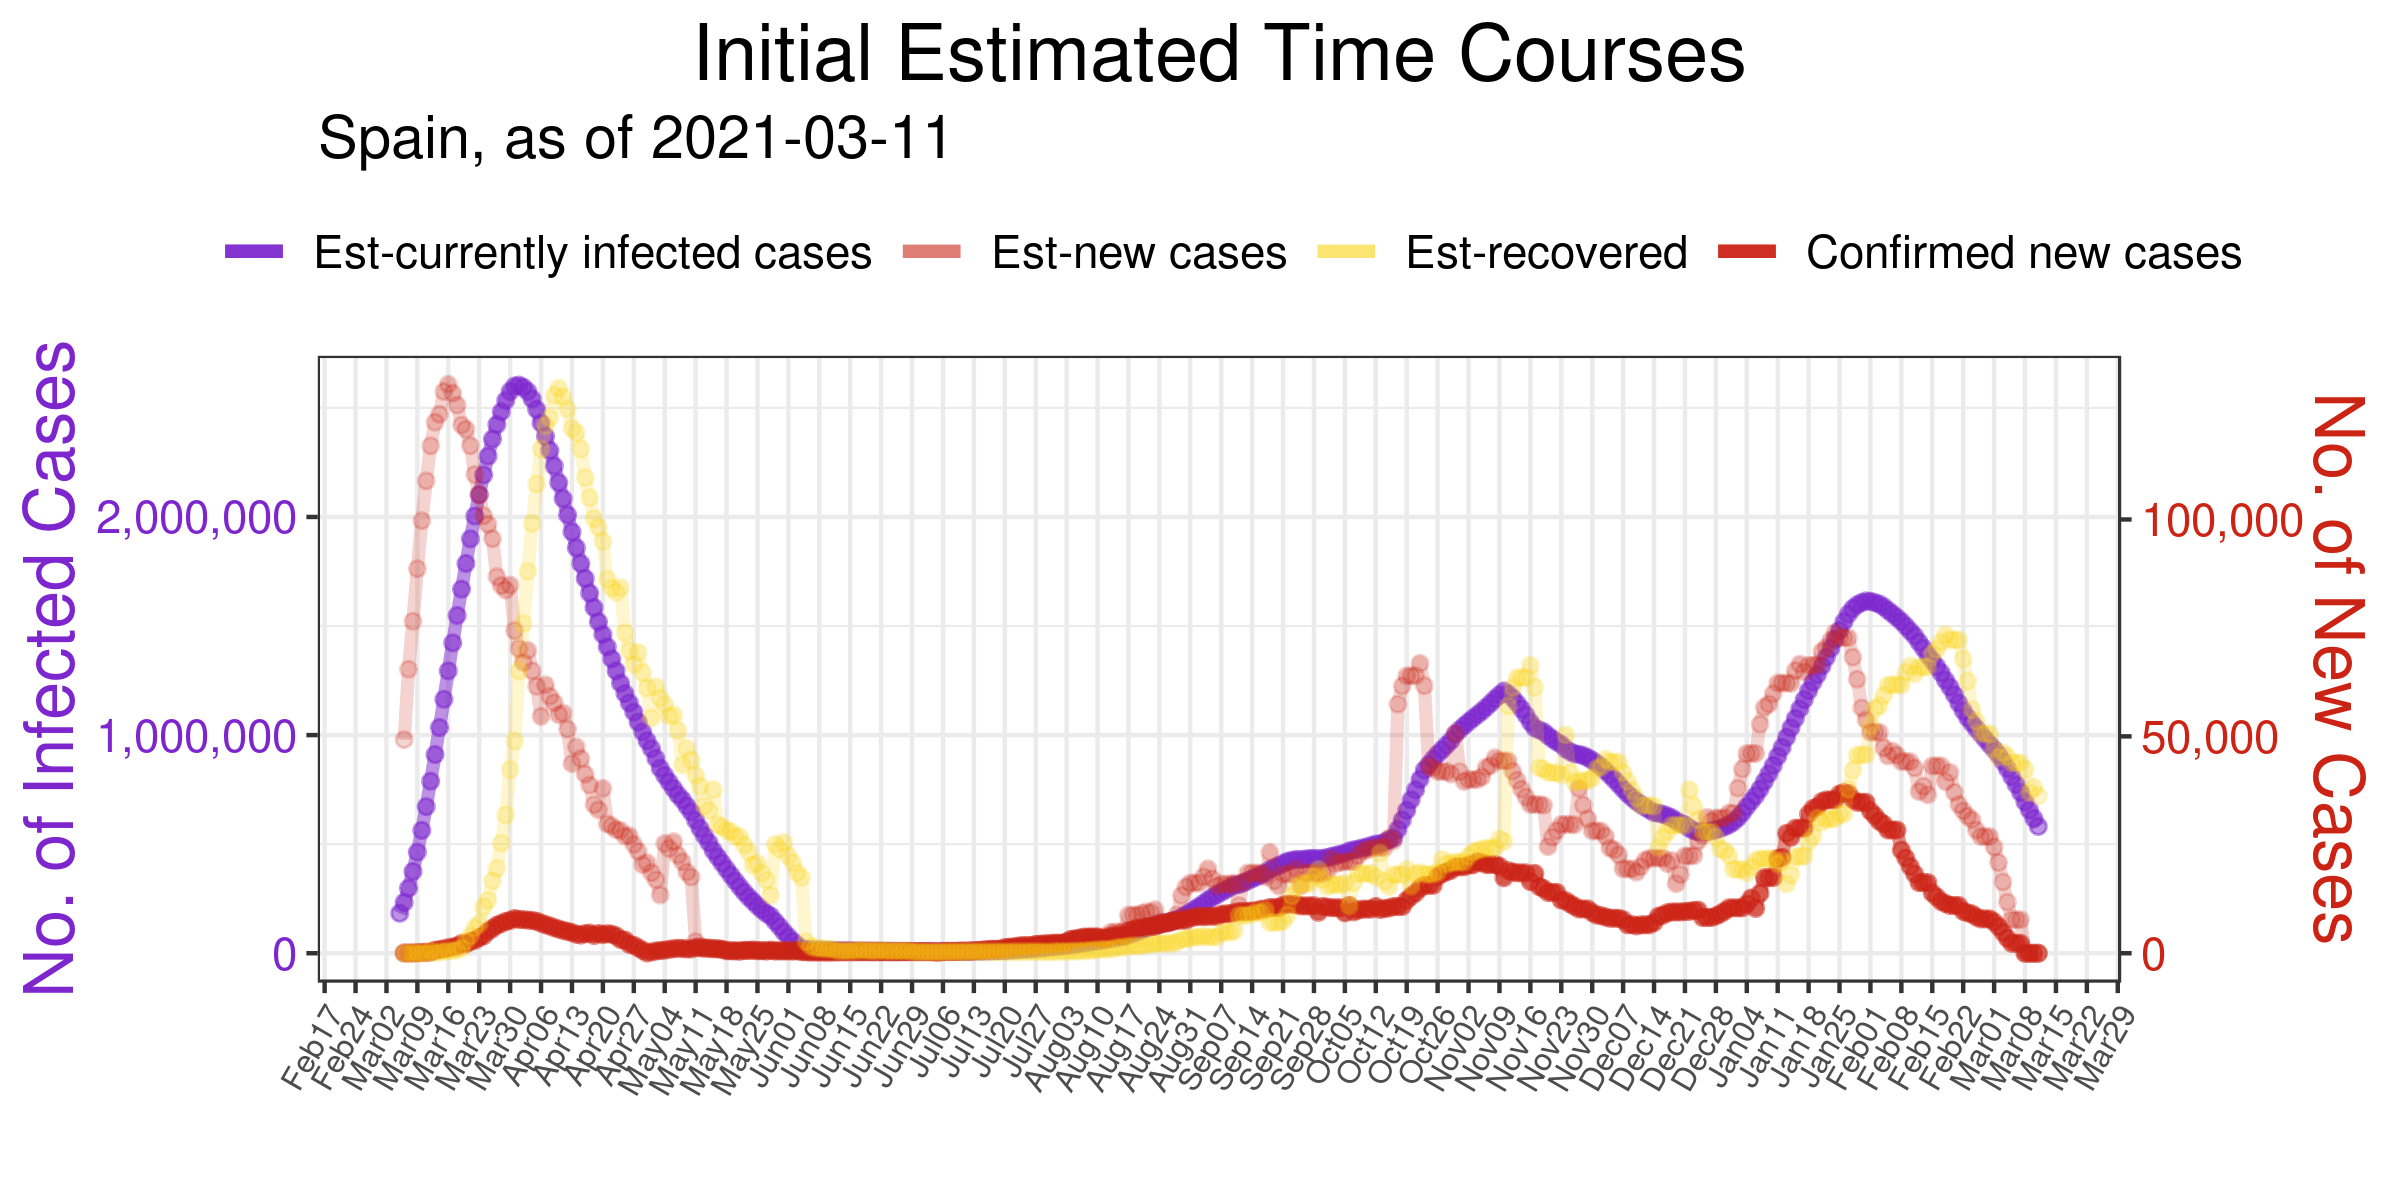 Initial Estimated Time Courses
Spain, as of 2021-03-11
Est-currently infected cases Est-new cases Est-recovered Confirmed new cases
No. of Infected Cases
2,000,000
1,000,000
0
100,000
50,000
0
No. of New Cases
Feb17 Feb24 Mar02 Mar09 Mar16 Mar23 Mar30 Apr06 Apr13 Apr20 Apr27 May04 May11 May18 May25 Jun01 Jun08 Jun15 Jun22 Jun29 Jul06 Jul13 Jul20 Jul27 Aug03 Aug10 Aug17 Aug24 Aug31 Sep07 Sep14 Sep21 Sep28 Oct05 Oct12 Oct19 Oct26 Nov02 Nov09 Nov16 Nov23 Nov30 Dec07 Dec14 Dec21 Dec28 Jan04 Jan11 Jan18 Jan25 Feb01 Feb08 Feb15 Feb22 Mar01 Mar08 Mar15 Mar22 Mar29